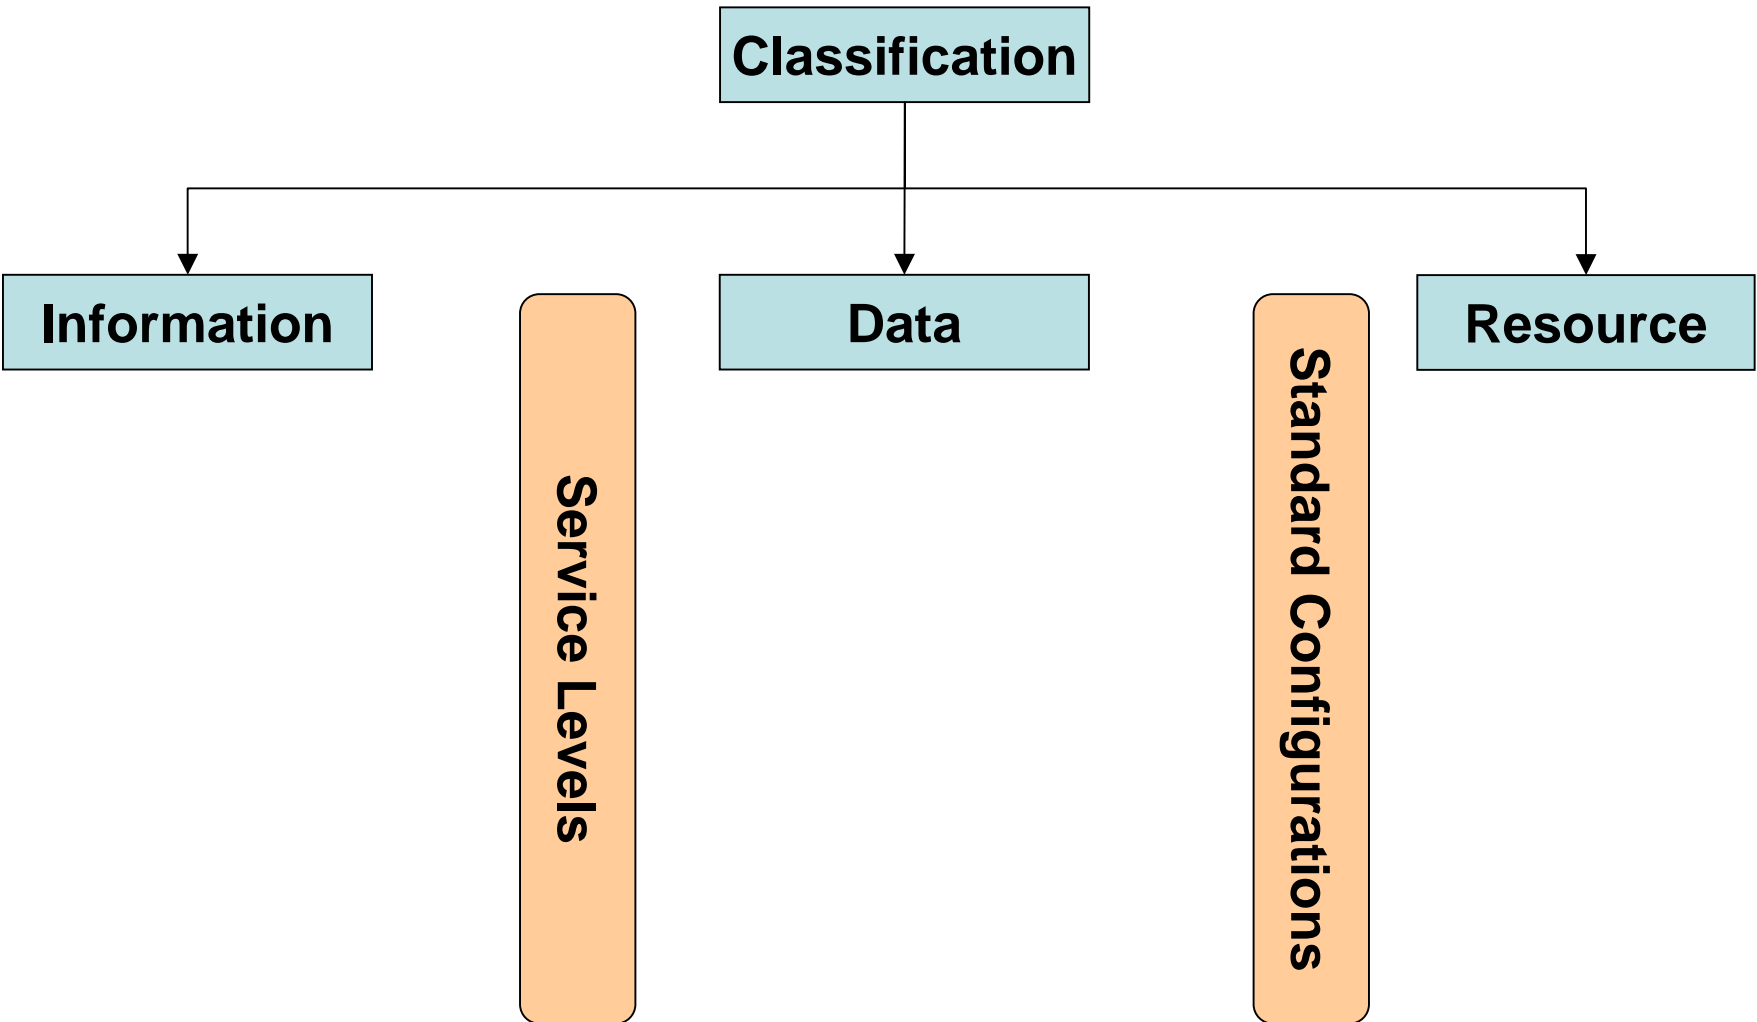 Classification
Information
Service Levels
Data
Standard Configurations
Resource